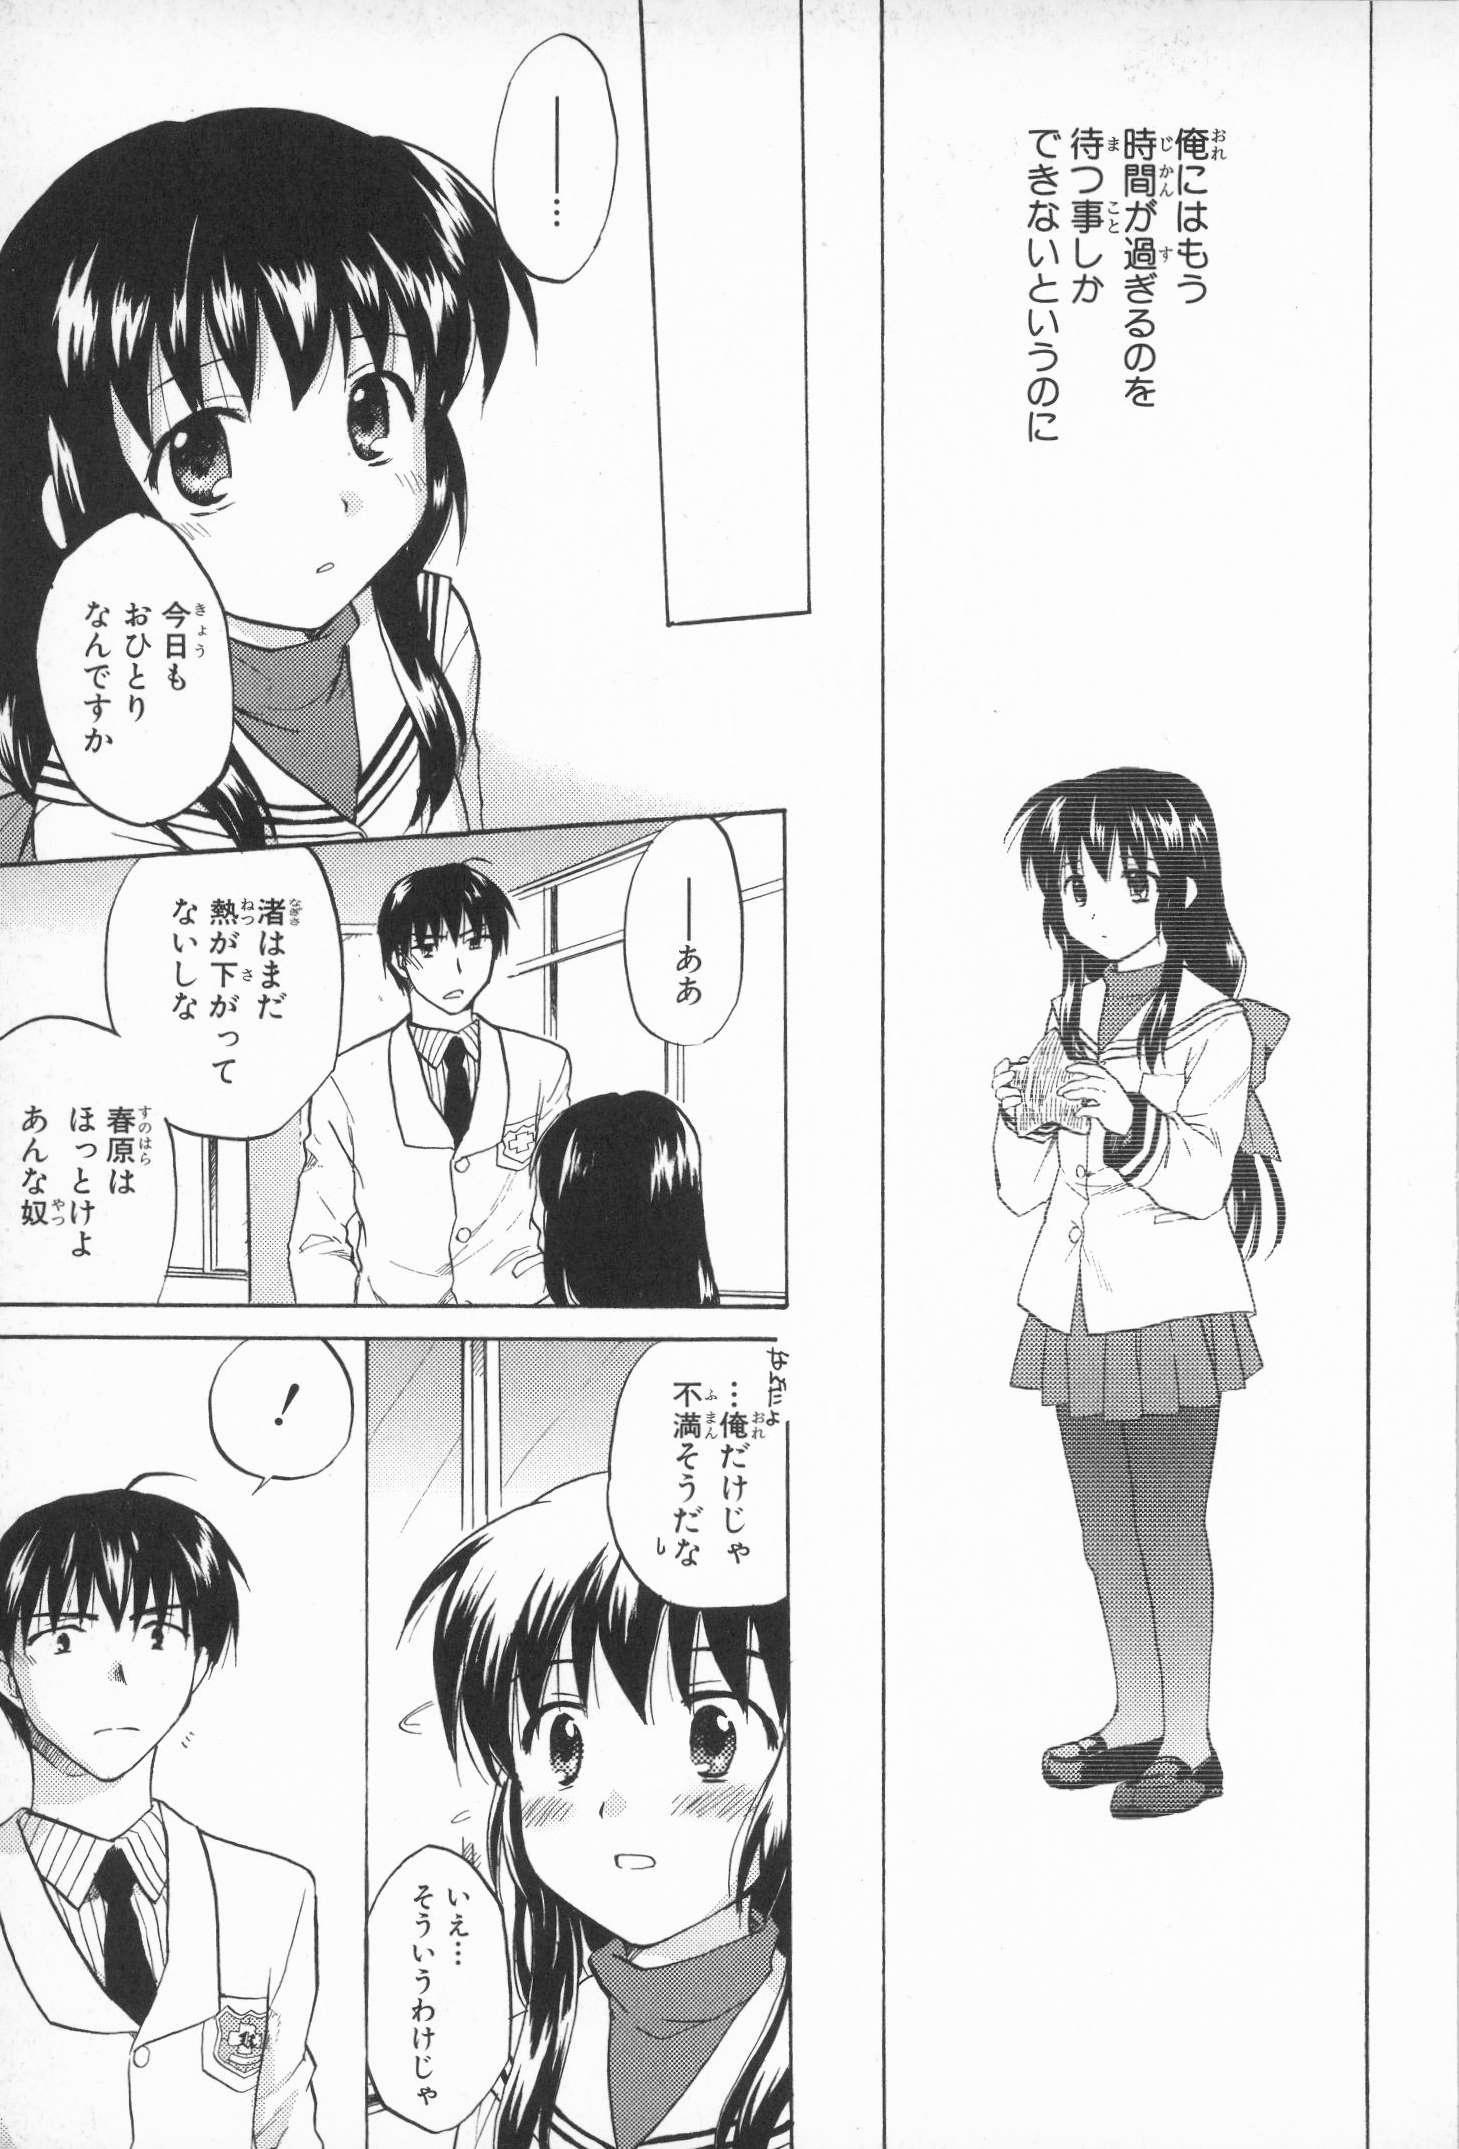 俺にはもう
時間が過ぎるのを
待つ事しか
できないというのに
――…
今日も
おひとり
なんですか
―ああ
渚はまだ
熱が下がって
ないしな
春原は
ほっとけよ
あんな奴
…俺だけじゃ
不満そうだな
いえ…
そういうわけじゃ
！